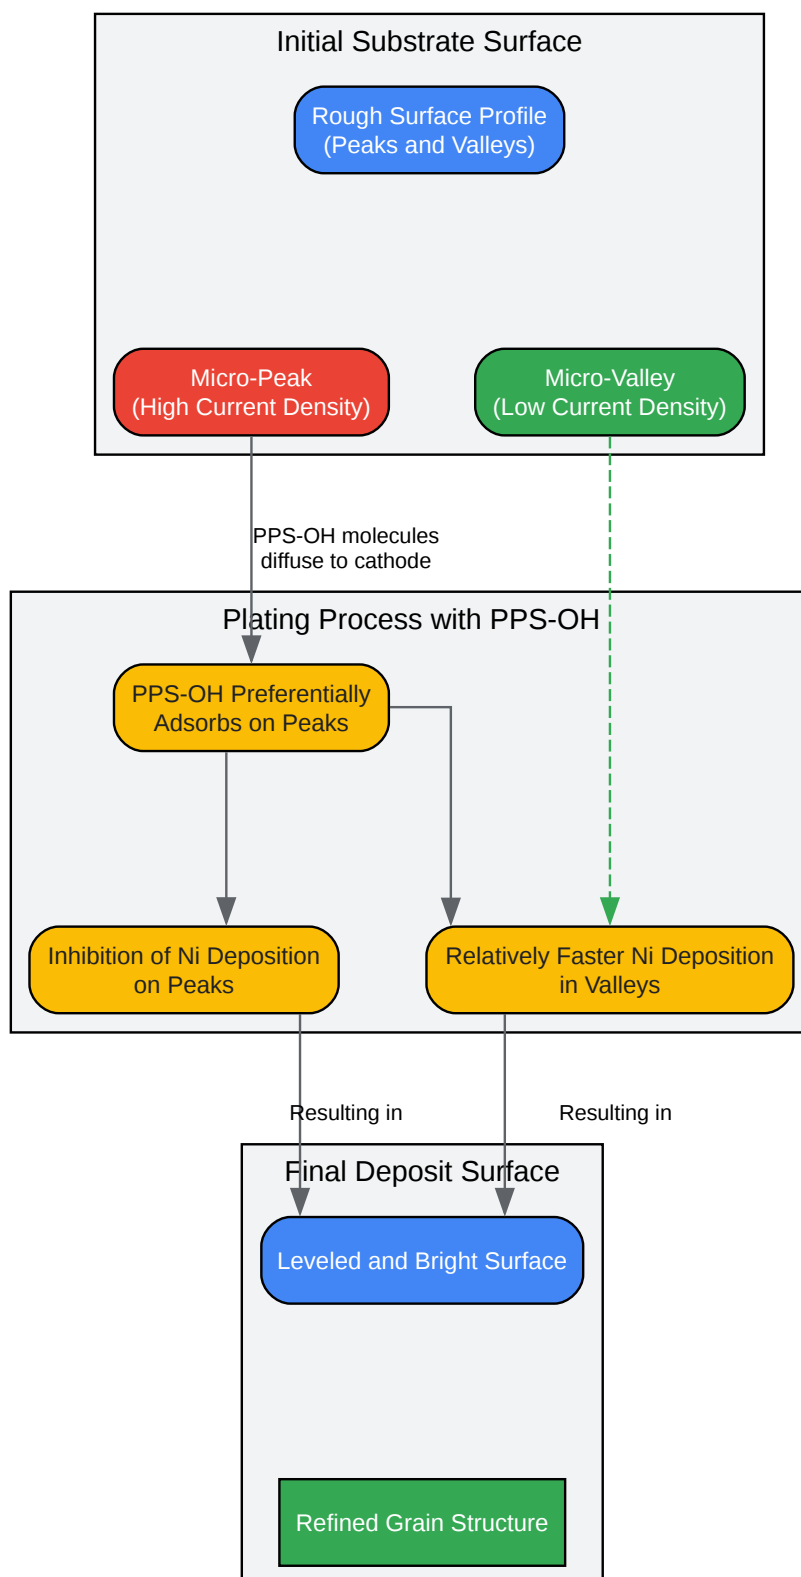 Initial Substrate Surface
Rough Surface Profile
(Peaks and Valleys)
Micro-Peak
(High Current Density)
Micro-Valley
(Low Current Density)
PPS-OH molecules
diffuse to cathode
Plating Process with PPS-OH
PPS-OH Preferentially
Adsorbs on Peaks
Inhibition of Ni Deposition
on Peaks
Relatively Faster Ni Deposition
in Valleys
Resulting in
Resulting in
Final Deposit Surface
Leveled and Bright Surface
Refined Grain Structure